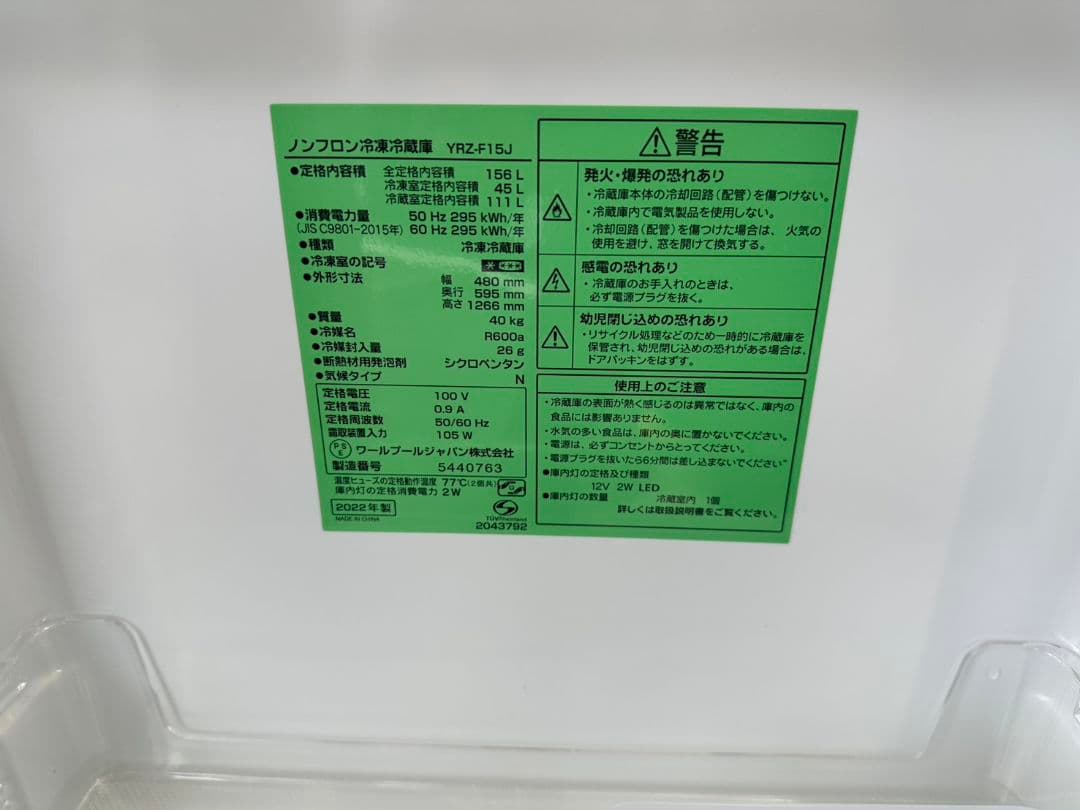 ノンフロン冷凍冷蔵庫 YRZ-F15J
●定格内容積 全定格内容積 156 L
冷凍室定格内容積 45 L
冷蔵室定格内容積 111 L
●消費電力量 50 Hz 295 kWh/年
(JIS C9801-2015年) 60 Hz 295 kWh/年
●種類 冷凍冷蔵庫
●冷凍室の記号
●外形寸法 幅 480 mm
奥行 595 mm
高さ 1266 mm
●質量 40 kg
●冷媒名 R600a
●冷媒封入量 26 g
●断熱材用発泡剤 シクロペンタン
●気候タイプ N
定格電圧 100 V
定格電流 0.9 A
定格周波数 50/60 Hz
霜取装置入力 105 W
PSE ワールプールジャパン株式会社
製造番号 5440763
温度ヒューズの定格動作温度 77℃(2個共)
庫内灯の定格消費電力 2W
2022年製
MADE IN CHINA
TÜVRheinland
2043792
警告
発火・爆発の恐れあり
・冷蔵庫本体の冷却回路(配管)を傷つけない。
・冷蔵庫内で電気製品を使用しない。
・冷却回路(配管)を傷つけた場合は、火気の
使用を避け、窓を開けて換気する。
感電の恐れあり
・冷蔵庫のお手入れのときは、
必ず電源プラグを抜く。
幼児閉じ込めの恐れあり
・リサイクル処理などのため一時的に冷蔵庫を
保管され、幼児閉じ込めの恐れがある場合は、
ドアパッキンをはずす。
使用上のご注意
・冷蔵庫の表面が熱く感じるのは異常ではなく、庫内の
食品には影響ありません。
・水気の多い食品は、庫内の奥に置かないでください。
・電源は、必ずコンセントからとってください。
・電源プラグを抜いたら6分間は差し込まないでください
●庫内灯の定格及び種類
12V 2W LED
●庫内灯の数量 冷蔵室内 1個
詳しくは取扱説明書をご覧ください。